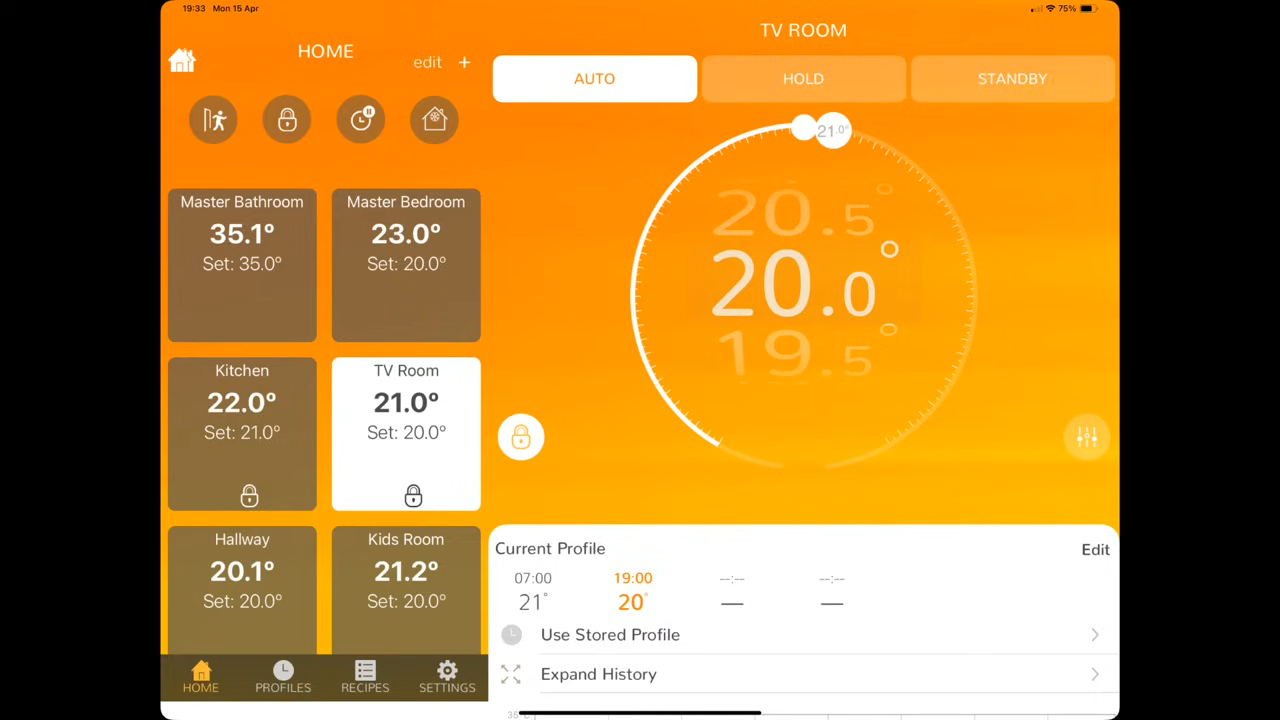 19:33 Mon 15 Apr
75%
HOME
edit +
Master Bathroom
35.1°
Set: 35.0°
Master Bedroom
23.0°
Set: 20.0°
Kitchen
22.0°
Set: 21.0°
TV Room
21.0°
Set: 20.0°
Hallway
20.1°
Set: 20.0°
Kids Room
21.2°
Set: 20.0°
HOME
PROFILES
RECIPES
SETTINGS
TV ROOM
AUTO
HOLD
STANDBY
21.0°
20.5°
20.0°
19.5°
Current Profile
Edit
07:00
19:00
--:--
--:--
21°
20°
—
—
Use Stored Profile
Expand History
35°C